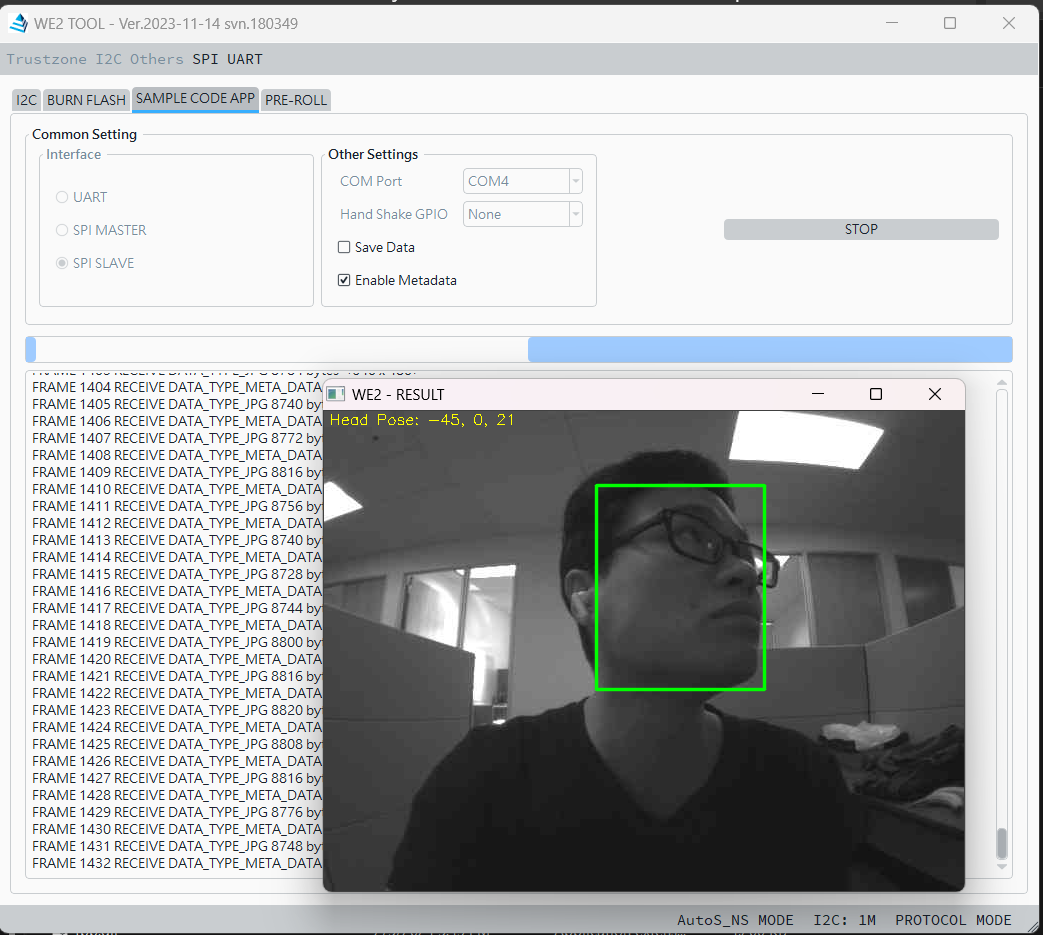 WE2 TOOL - Ver.2023-11-14 svn.180349
Trustzone I2C Others SPI UART
I2C BURN FLASH SAMPLE CODE APP PRE-ROLL
Common Setting
Interface
UART
SPI MASTER
SPI SLAVE
Other Settings
COM Port COM4
Hand Shake GPIO None
Save Data
Enable Metadata
STOP
FRAME 1404 RECEIVE DATA_TYPE_META_DATA
FRAME 1405 RECEIVE DATA_TYPE_JPG 8740 by
FRAME 1406 RECEIVE DATA_TYPE_META_DATA
FRAME 1407 RECEIVE DATA_TYPE_JPG 8772 by
FRAME 1408 RECEIVE DATA_TYPE_META_DATA
FRAME 1409 RECEIVE DATA_TYPE_JPG 8816 by
FRAME 1410 RECEIVE DATA_TYPE_META_DATA
FRAME 1411 RECEIVE DATA_TYPE_JPG 8756 by
FRAME 1412 RECEIVE DATA_TYPE_META_DATA
FRAME 1413 RECEIVE DATA_TYPE_JPG 8740 by
FRAME 1414 RECEIVE DATA_TYPE_META_DATA
FRAME 1415 RECEIVE DATA_TYPE_JPG 8728 by
FRAME 1416 RECEIVE DATA_TYPE_META_DATA
FRAME 1417 RECEIVE DATA_TYPE_JPG 8744 by
FRAME 1418 RECEIVE DATA_TYPE_META_DATA
FRAME 1419 RECEIVE DATA_TYPE_JPG 8800 by
FRAME 1420 RECEIVE DATA_TYPE_META_DATA
FRAME 1421 RECEIVE DATA_TYPE_JPG 8816 by
FRAME 1422 RECEIVE DATA_TYPE_META_DATA
FRAME 1423 RECEIVE DATA_TYPE_JPG 8820 by
FRAME 1424 RECEIVE DATA_TYPE_META_DATA
FRAME 1425 RECEIVE DATA_TYPE_JPG 8808 by
FRAME 1426 RECEIVE DATA_TYPE_META_DATA
FRAME 1427 RECEIVE DATA_TYPE_JPG 8816 by
FRAME 1428 RECEIVE DATA_TYPE_META_DATA
FRAME 1429 RECEIVE DATA_TYPE_JPG 8776 by
FRAME 1430 RECEIVE DATA_TYPE_META_DATA
FRAME 1431 RECEIVE DATA_TYPE_JPG 8748 by
FRAME 1432 RECEIVE DATA_TYPE_META_DATA
WE2 - RESULT
Head Pose: -45, 0, 21
AutoS_NS MODE I2C: 1M PROTOCOL MODE